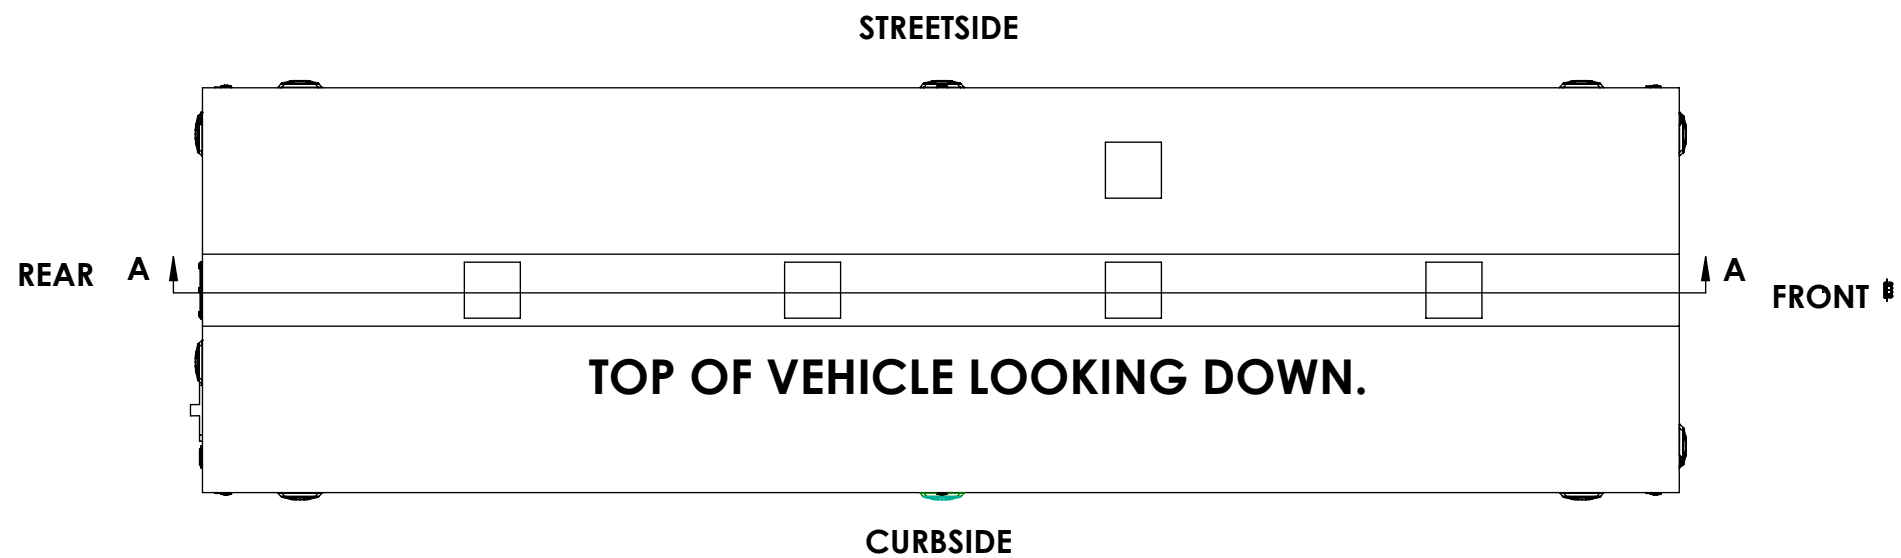 STREETSIDE
REAR A A FRONT
TOP OF VEHICLE LOOKING DOWN.
CURBSIDE